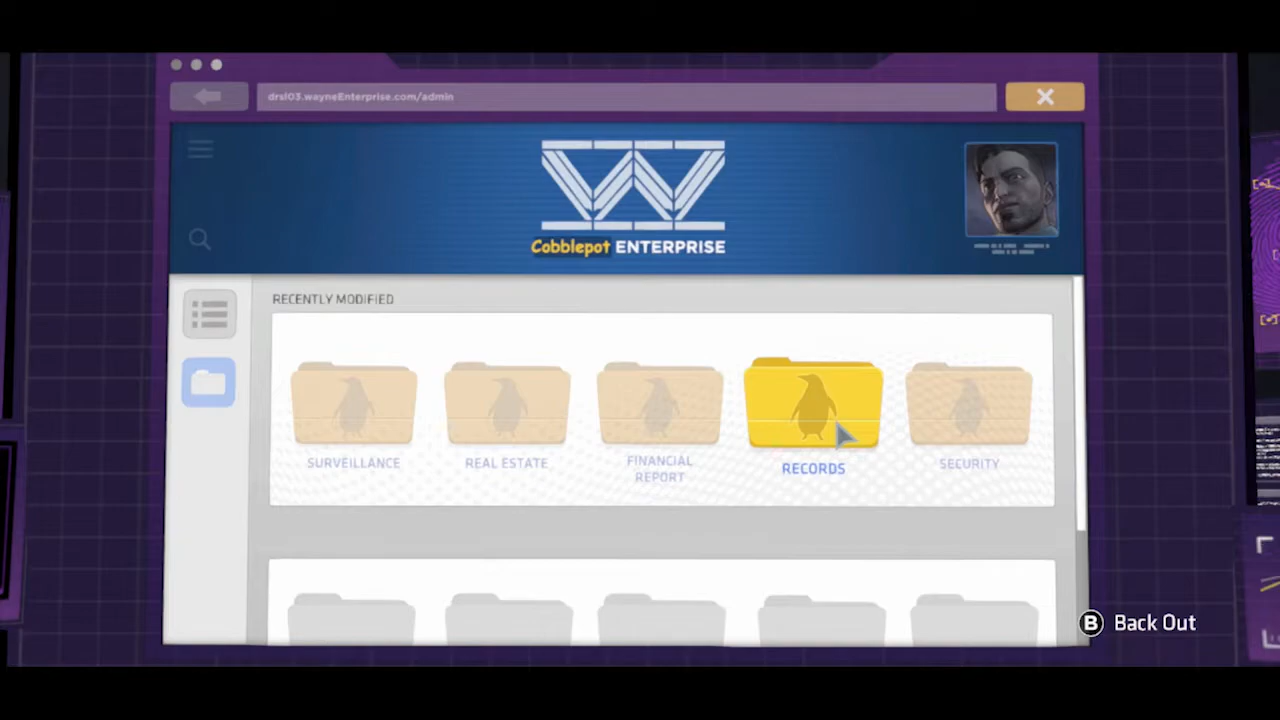 drsl03.wayneEnterprise.com/admin
Cobblepot ENTERPRISE
RECENTLY MODIFIED
SURVEILLANCE
REAL ESTATE
FINANCIAL
REPORT
RECORDS
SECURITY
B Back Out